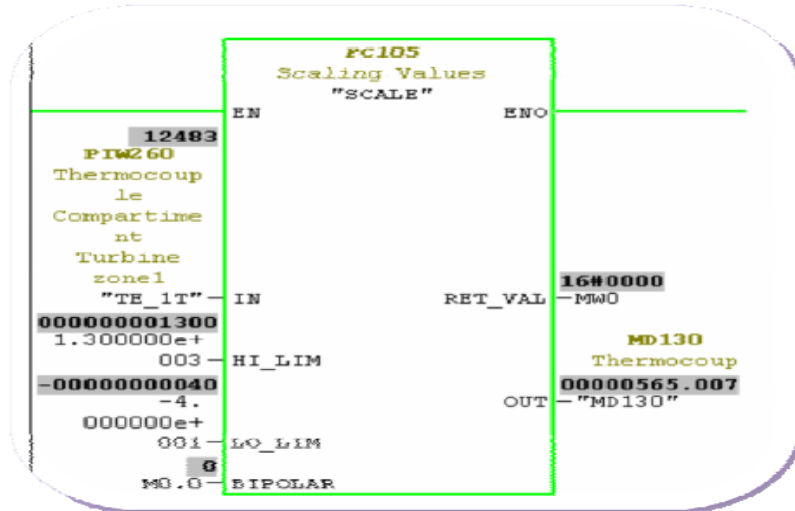 FC105
Scaling Values
"SCALE"
EN ENO
12483
PIW260
Thermocoup
le
Compartime
nt
Turbine
zone1
"TE_1T" IN
16#0000
RET_VAL MW0
000000001300
1.300000e+
003 HI_LIM
MD130
Thermocoup
-00000000040
-4.
000000e+
001 LO_LIM
00000565.007
OUT "MD130"
0
M0.0 BIPOLAR